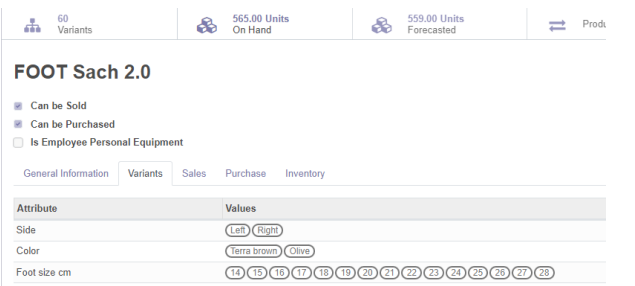 60 Variants
565.00 Units On Hand
559.00 Units Forecasted
Produ
FOOT Sach 2.0
Can be Sold
Can be Purchased
Is Employee Personal Equipment
General Information Variants Sales Purchase Inventory
Attribute Values
Side Left Right
Color Terra brown Olive
Foot size cm 14 15 16 17 18 19 20 21 22 23 24 25 26 27 28